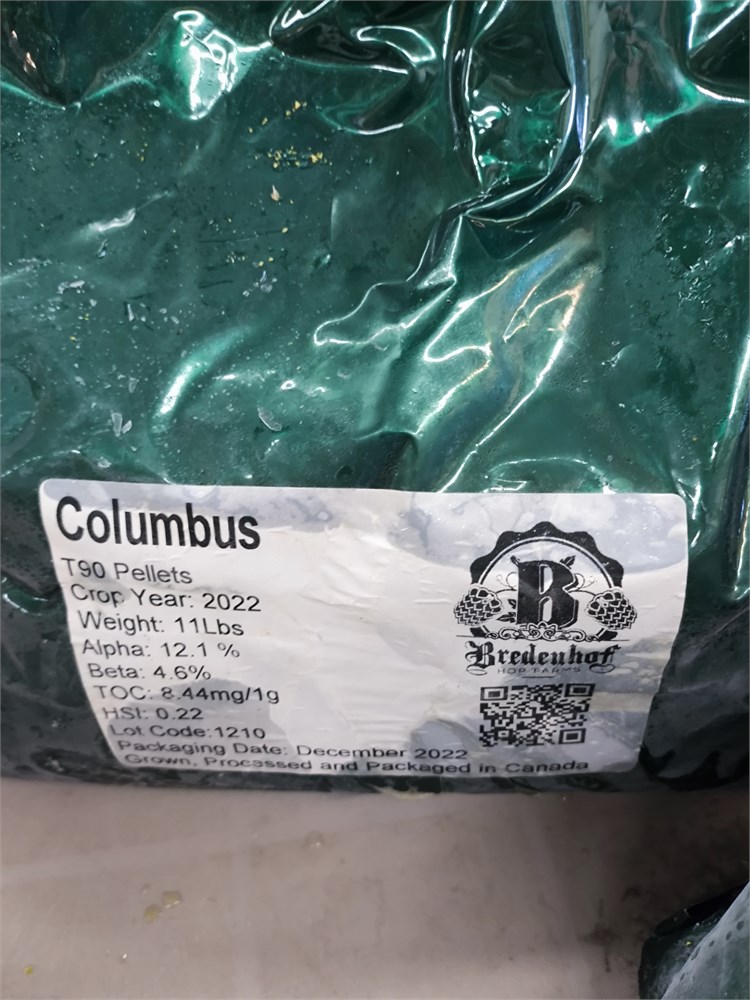 Columbus
T90 Pellets
Crop Year: 2022
Weight: 11Lbs
Alpha: 12.1 %
Beta: 4.6%
TOC: 8.44mg/1g
HSI: 0.22
Lot Code:1210
Packaging Date: December 2022
Grown, Processed and Packaged in Canada
B
Bredenhof
HOP FARMS